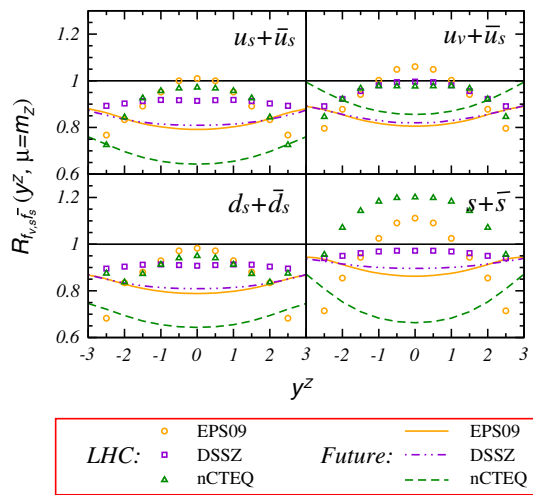 1.2
1
0.8
0.6
1.2
1
0.8
0.6
u_s+ū_s
u_v+ū_s
d_s+d̄_s
s+s̄
R_{f_{v,s}f̄_s} (y^Z, μ=m_Z)
-3 -2 -1 0 1 2 3 -2 -1 0 1 2 3
y^Z
LHC:
EPS09
DSSZ
nCTEQ
Future:
EPS09
DSSZ
nCTEQ